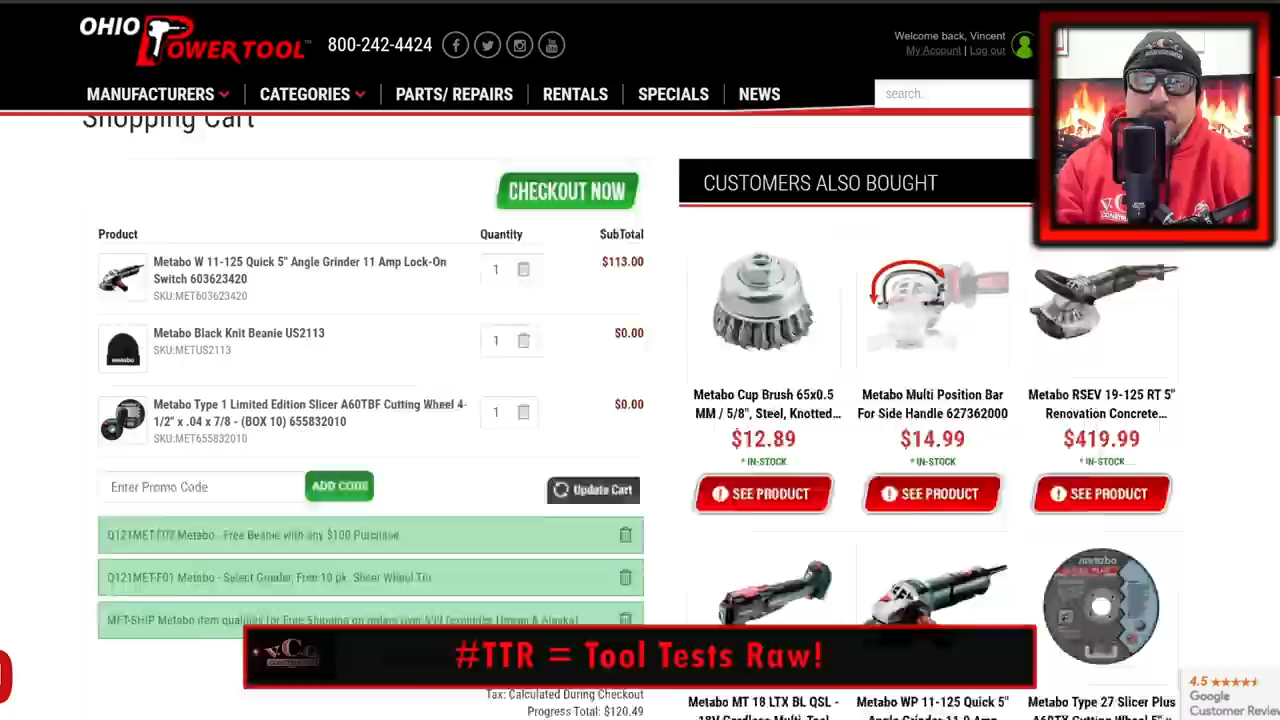 OHIO POWER TOOL™ 800-242-4424
Welcome back, Vincent
My Account | Log out
MANUFACTURERS CATEGORIES PARTS/ REPAIRS RENTALS SPECIALS NEWS
search.
Shopping Cart
CHECKOUT NOW
Product Quantity SubTotal
Metabo W 11-125 Quick 5" Angle Grinder 11 Amp Lock-On
Switch 603623420
SKU:MET603623420
1 $113.00
Metabo Black Knit Beanie US2113
SKU:METUS2113
1 $0.00
Metabo Type 1 Limited Edition Slicer A60TBF Cutting Wheel 4-
1/2" x .04 x 7/8 - (BOX 10) 655832010
SKU:MET655832010
1 $0.00
Enter Promo Code ADD CODE Update Cart
Metabo - Free Beanie with any $100 Purchase
Q121MET-F01 Metabo - Select Grinder, Free 10 pk. Slicer Wheel
MET-SHIP Metabo item qualifies for Free Shipping on orders
Tax: Calculated During Checkout
Progress Total: $120.49
CUSTOMERS ALSO BOUGHT
Metabo Cup Brush 65x0.5
MM / 5/8", Steel, Knotted...
$12.89
* IN-STOCK
SEE PRODUCT
Metabo Multi Position Bar
For Side Handle 627362000
$14.99
* IN-STOCK
SEE PRODUCT
Metabo RSEV 19-125 RT 5"
Renovation Concrete...
$419.99
* IN-STOCK
SEE PRODUCT
Metabo MT 18 LTX BL QSL -
18V Cordless Multi-Tool
Metabo WP 11-125 Quick 5"
Angle Grinder 11.0 Amp
Metabo Type 27 Slicer Plus
A60TX Cutting Wheel 5" x
V.C.G.
CONSTRUCTION
#TTR = Tool Tests Raw!
4.5
Google
Customer Reviews